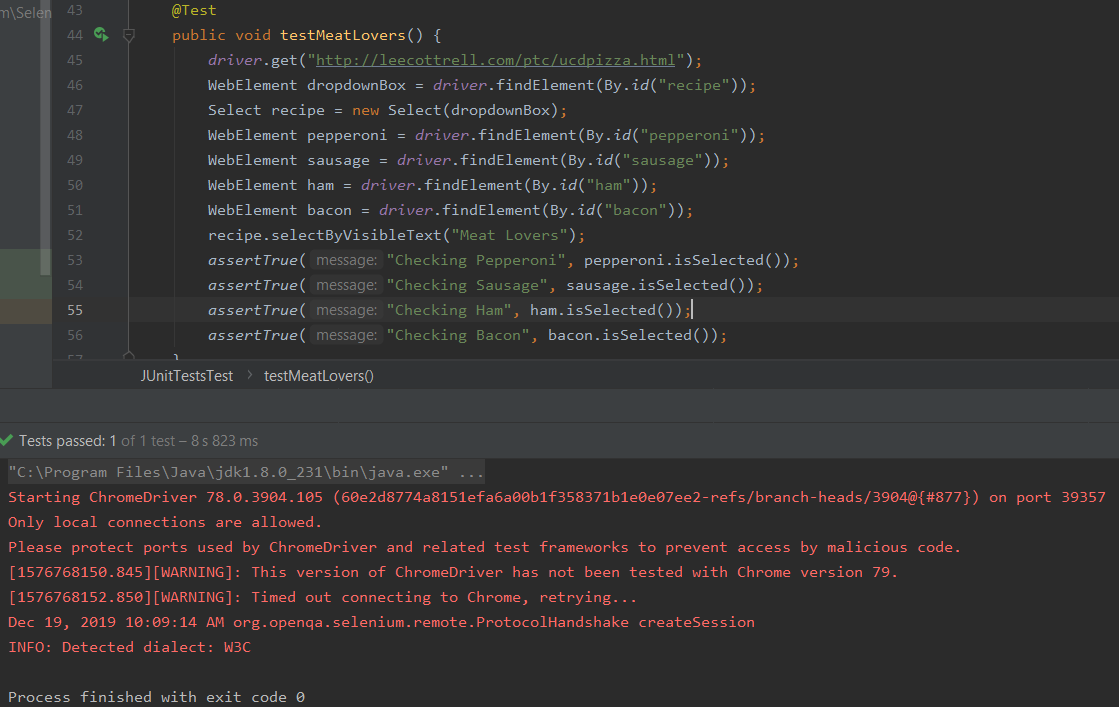 m\Selen
43 @Test
44 public void testMeatLovers() {
45 driver.get("http://leecottrell.com/ptc/ucdpizza.html");
46 WebElement dropdownBox = driver.findElement(By.id("recipe"));
47 Select recipe = new Select(dropdownBox);
48 WebElement pepperoni = driver.findElement(By.id("pepperoni"));
49 WebElement sausage = driver.findElement(By.id("sausage"));
50 WebElement ham = driver.findElement(By.id("ham"));
51 WebElement bacon = driver.findElement(By.id("bacon"));
52 recipe.selectByVisibleText("Meat Lovers");
53 assertTrue( message: "Checking Pepperoni", pepperoni.isSelected());
54 assertTrue( message: "Checking Sausage", sausage.isSelected());
55 assertTrue( message: "Checking Ham", ham.isSelected());
56 assertTrue( message: "Checking Bacon", bacon.isSelected());
57 }
JUnitTestsTest › testMeatLovers()
Tests passed: 1 of 1 test – 8 s 823 ms
"C:\Program Files\Java\jdk1.8.0_231\bin\java.exe" ...
Starting ChromeDriver 78.0.3904.105 (60e2d8774a8151efa6a00b1f358371b1e0e07ee2-refs/branch-heads/3904@{#877}) on port 39357
Only local connections are allowed.
Please protect ports used by ChromeDriver and related test frameworks to prevent access by malicious code.
[1576768150.845][WARNING]: This version of ChromeDriver has not been tested with Chrome version 79.
[1576768152.850][WARNING]: Timed out connecting to Chrome, retrying...
Dec 19, 2019 10:09:14 AM org.openqa.selenium.remote.ProtocolHandshake createSession
INFO: Detected dialect: W3C
Process finished with exit code 0